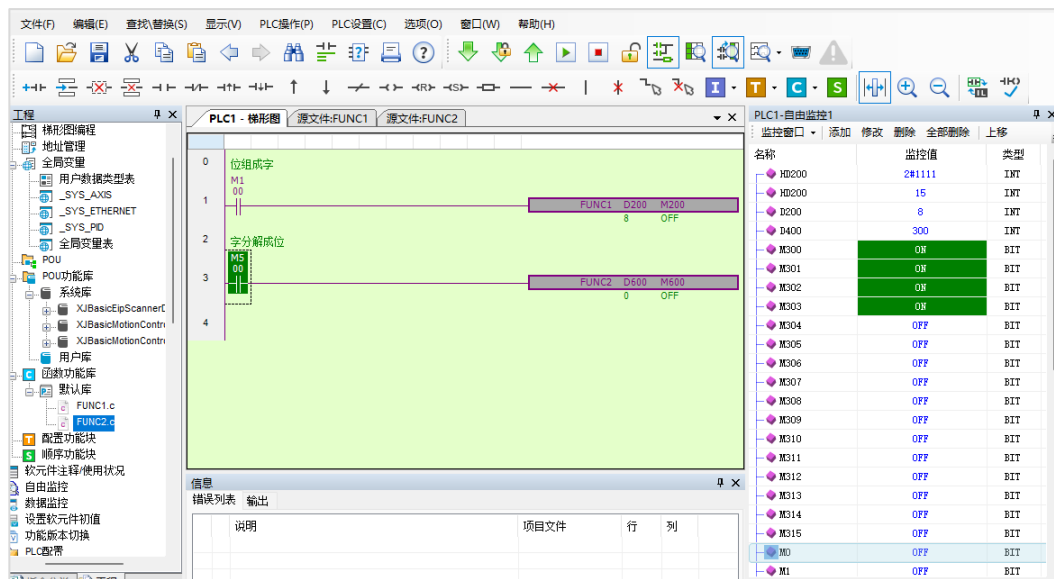 文件(F) 编辑(E) 查找\替换(S) 显示(V) PLC操作(P) PLC设置(C) 选项(O) 窗口(W) 帮助(H)
工程
梯形图编程
地址管理
全局变量
用户数据类型表
_SYS_AXIS
_SYS_ETHERNET
_SYS_PID
全局变量表
POU
POU功能库
系统库
XJBasicEipScannerD
XJBasicMotionContr
XJBasicMotionContr
用户库
函数功能库
默认库
FUNC1.c
FUNC2.c
配置功能块
顺序功能块
软元件注释/使用状况
自由监控
数据监控
设置软元件初值
功能版本切换
PLC配置
PLC1 - 梯形图 源文件:FUNC1 源文件:FUNC2
0 位组成字
M1
00
1 FUNC1 D200 M200
8 OFF
2 字分解成位
M5
00
3 FUNC2 D600 M600
0 OFF
4
信息
错误列表 输出
说明 项目文件 行 列
PLC1-自由监控1
监控窗口 添加 修改 删除 全部删除 上移
名称 监控值 类型
HD200 2#1111 INT
HD200 15 INT
D200 8 INT
D400 300 INT
M300 ON BIT
M301 ON BIT
M302 ON BIT
M303 ON BIT
M304 OFF BIT
M305 OFF BIT
M306 OFF BIT
M307 OFF BIT
M308 OFF BIT
M309 OFF BIT
M310 OFF BIT
M311 OFF BIT
M312 OFF BIT
M313 OFF BIT
M314 OFF BIT
M315 OFF BIT
M0 OFF BIT
M1 OFF BIT